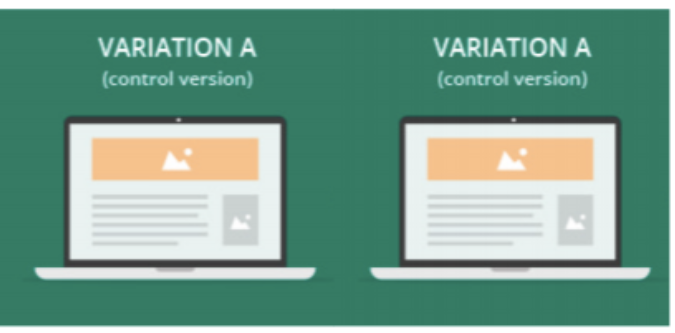 VARIATION A
(control version)
VARIATION A
(control version)